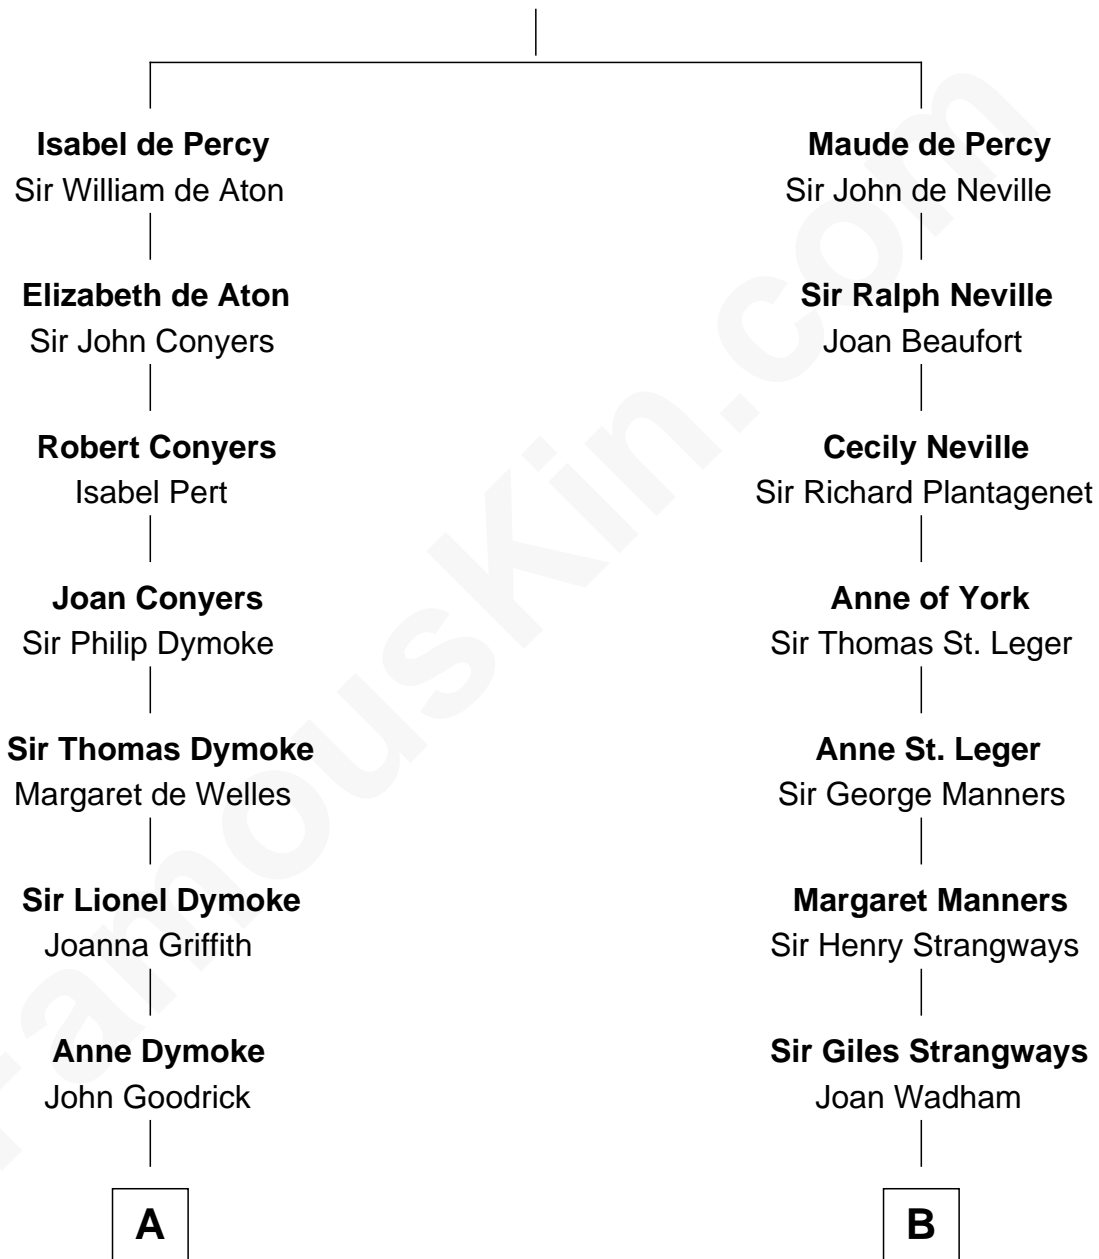 Isabel de Percy
Sir William de Aton
Elizabeth de Aton
Sir John Conyers
Robert Conyers
Isabel Pert
Joan Conyers
Sir Philip Dymoke
Sir Thomas Dymoke
Margaret de Welles
Sir Lionel Dymoke
Joanna Griffith
Anne Dymoke
John Goodrick
A
Maude de Percy
Sir John de Neville
Sir Ralph Neville
Joan Beaufort
Cecily Neville
Sir Richard Plantagenet
Anne of York
Sir Thomas St. Leger
Anne St. Leger
Sir George Manners
Margaret Manners
Sir Henry Strangways
Sir Giles Strangways
Joan Wadham
B
FamousKin.com